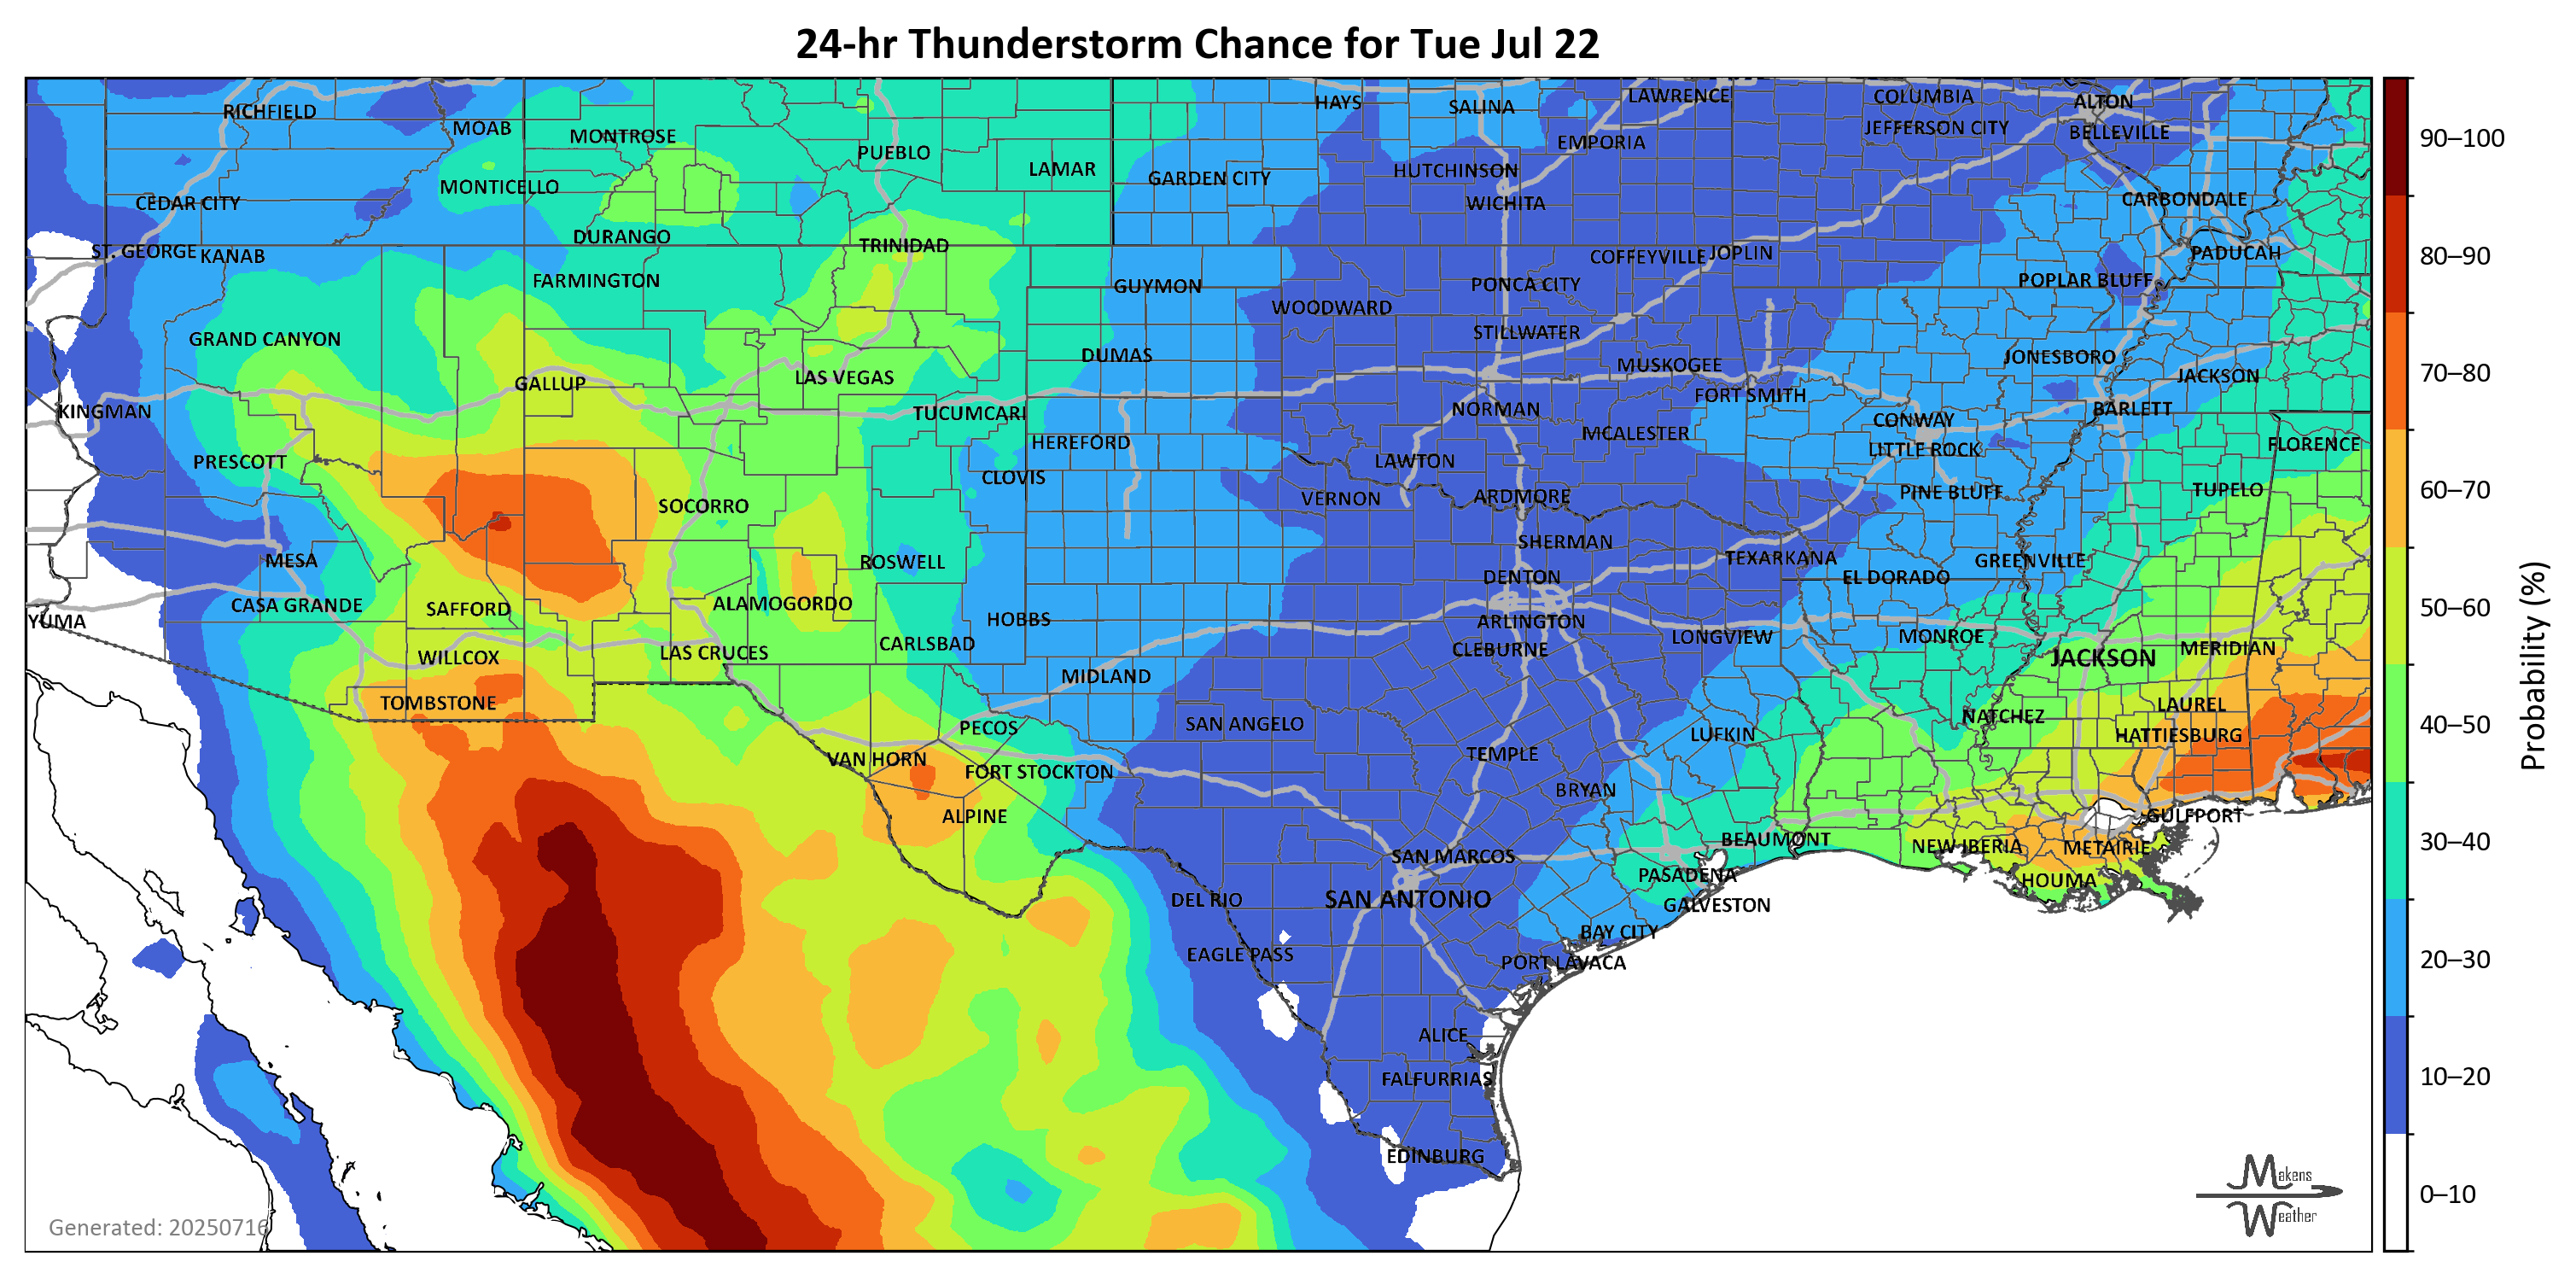 24-hr Thunderstorm Chance for Tue Jul 22
RICHFIELD
MOAB
MONTROSE
PUEBLO
LAMAR
HAYS
SALINA
LAWRENCE
COLUMBIA
ALTON
EMPORIA
JEFFERSON CITY
BELLEVILLE
MONTICELLO
GARDEN CITY
HUTCHINSON
CEDAR CITY
WICHITA
CARBONDALE
DURANGO
TRINIDAD
ST. GEORGE
KANAB
COFFEYVILLE
JOPLIN
PADUCAH
FARMINGTON
GUYMON
PONCA CITY
POPLAR BLUFF
WOODWARD
GRAND CANYON
STILLWATER
DUMAS
MUSKOGEE
JONESBORO
GALLUP
LAS VEGAS
JACKSON
KINGMAN
TUCUMCARI
NORMAN
FORT SMITH
BARLETT
HEREFORD
MCALESTER
CONWAY
LITTLE ROCK
FLORENCE
PRESCOTT
CLOVIS
LAWTON
SOCORRO
VERNON
ARDMORE
PINE BLUFF
TUPELO
SHERMAN
MESA
ROSWELL
TEXARKANA
GREENVILLE
CASA GRANDE
SAFFORD
ALAMOGORDO
DENTON
EL DORADO
YUMA
HOBBS
ARLINGTON
WILLCOX
LAS CRUCES
CARLSBAD
CLEBURNE
LONGVIEW
MONROE
JACKSON
MERIDIAN
TOMBSTONE
MIDLAND
PECOS
SAN ANGELO
NATCHEZ
LAUREL
VAN HORN
FORT STOCKTON
TEMPLE
LUFKIN
HATTIESBURG
ALPINE
BRYAN
GULFPORT
SAN MARCOS
BEAUMONT
NEW IBERIA
METAIRIE
DEL RIO
SAN ANTONIO
PASADENA
HOUMA
GALVESTON
EAGLE PASS
BAY CITY
PORT LAVACA
ALICE
FALFURRIAS
EDINBURG
Generated: 20250716
Makens
Weather
90–100
80–90
70–80
60–70
50–60
40–50
30–40
20–30
10–20
0–10
Probability (%)